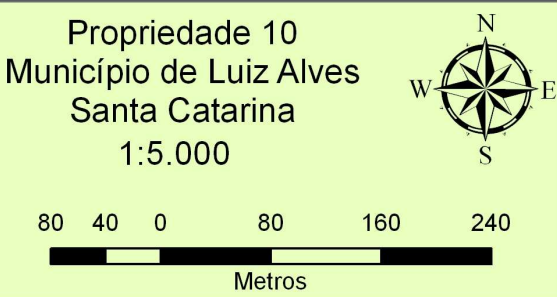 Propriedade 10
Município de Luiz Alves
Santa Catarina
1:5.000
N
W E
S
80 40 0 80 160 240
Metros